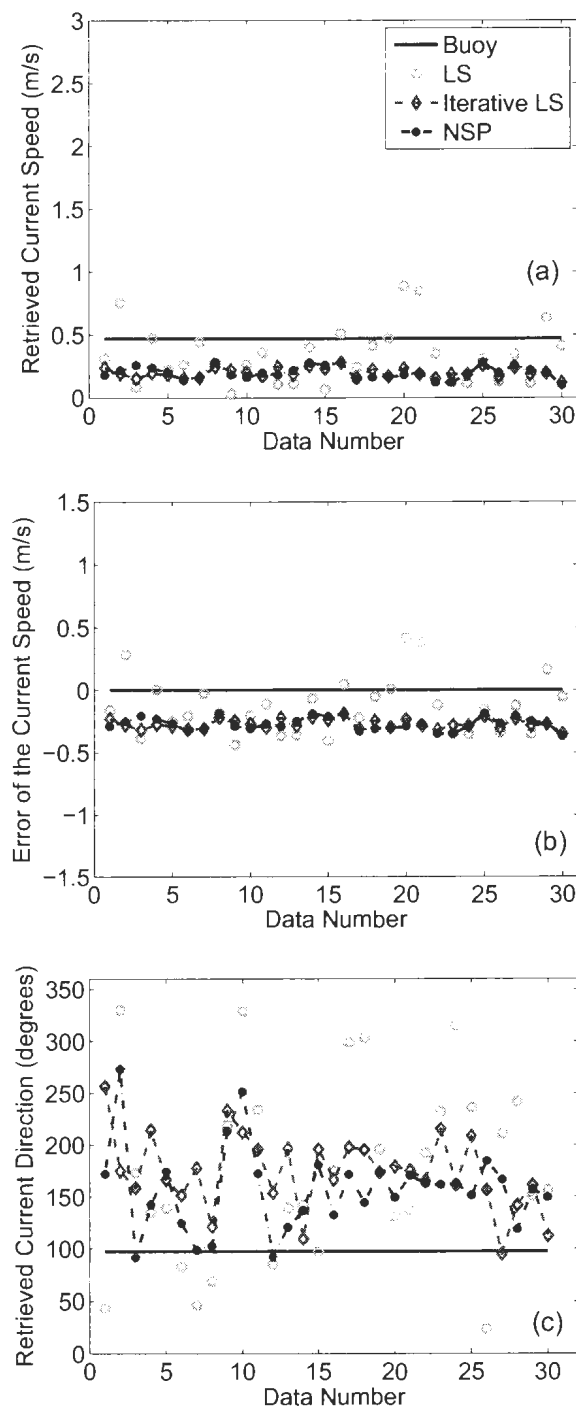 3
2.5
2
1.5
1
0.5
0
0 5 10 15 20 25 30
Retrieved Current Speed (m/s)
Data Number
Buoy
LS
Iterative LS
NSP
(a)
1.5
1
0.5
0
−0.5
−1
−1.5
0 5 10 15 20 25 30
Error of the Current Speed (m/s)
Data Number
(b)
350
300
250
200
150
100
50
0
0 5 10 15 20 25 30
Retrieved Current Direction (degrees)
Data Number
(c)